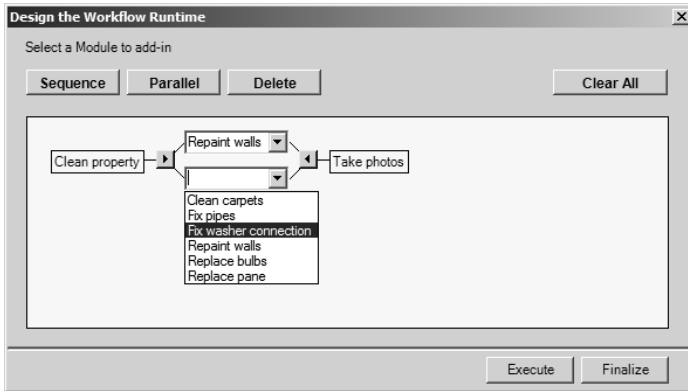 Design the Workflow Runtime
Select a Module to add-in
Sequence Parallel Delete Clear All
Repaint walls
Clean property Take photos
Clean carpets
Fix pipes
Fix washer connection
Repaint walls
Replace bulbs
Replace pane
Execute Finalize